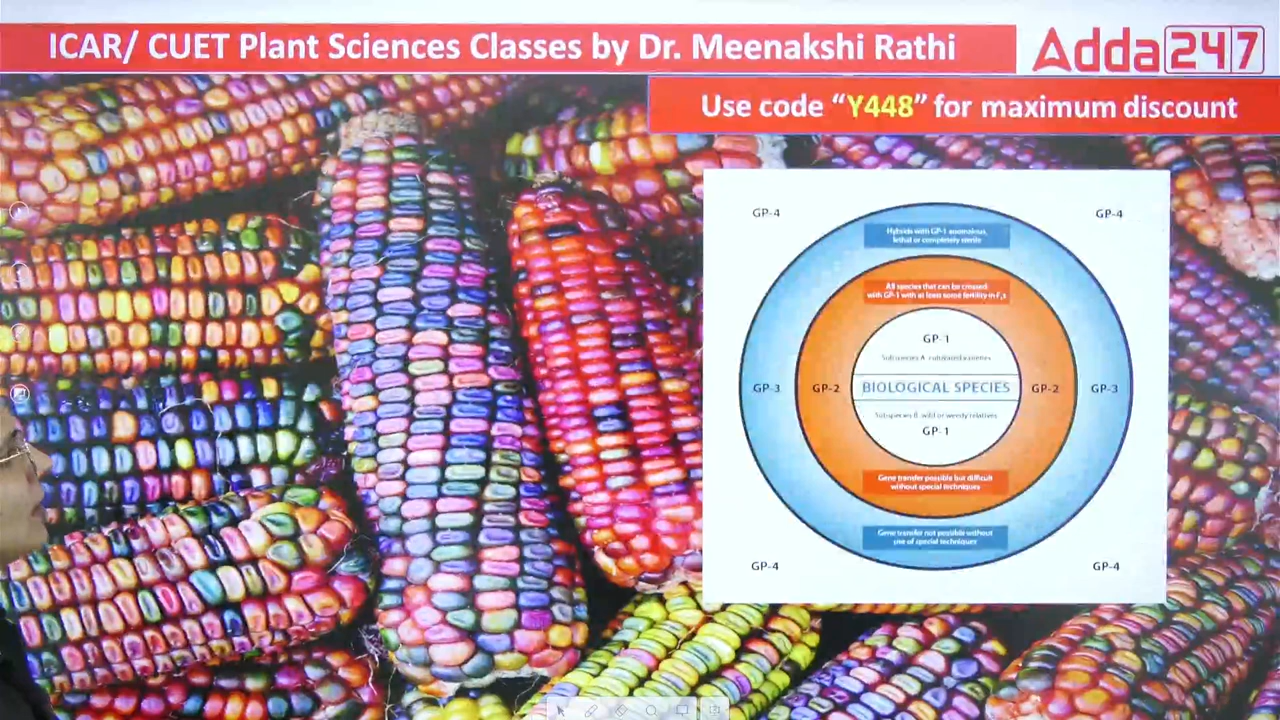 ICAR/ CUET Plant Sciences Classes by Dr. Meenakshi Rathi
Adda247
Use code “Y448” for maximum discount
GP-4
GP-4
Hybrids with GP-1 anomalous,
lethal or completely sterile
All species that can be crossed
with GP-1 with at least some fertility in F₁s
GP-1
Subspecies A: cultivated varieties
GP-3
GP-2
BIOLOGICAL SPECIES
GP-2
GP-3
Subspecies B: wild or weedy relatives
GP-1
Gene transfer possible but difficult
without special techniques
Gene transfer not possible without
use of special techniques
GP-4
GP-4